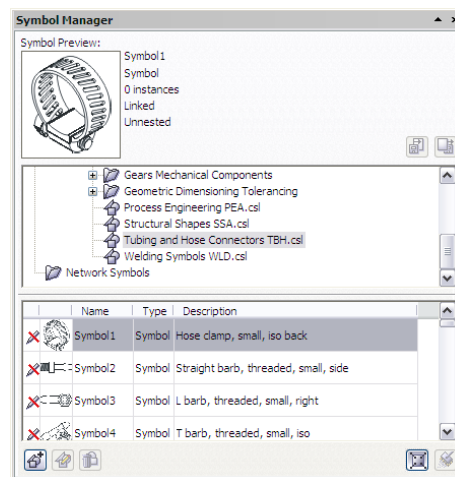 Symbol Manager
Symbol Preview:
Symbol1
Symbol
0 instances
Linked
Unnested
Gears Mechanical Components
Geometric Dimensioning Tolerancing
Process Engineering PEA.csl
Structural Shapes SSA.csl
Tubing and Hose Connectors TBH.csl
Welding Symbols WLD.csl
Network Symbols
Name Type Description
Symbol1 Symbol Hose clamp, small, iso back
Symbol2 Symbol Straight barb, threaded, small, side
Symbol3 Symbol L barb, threaded, small, right
Symbol4 Symbol T barb, threaded, small, iso